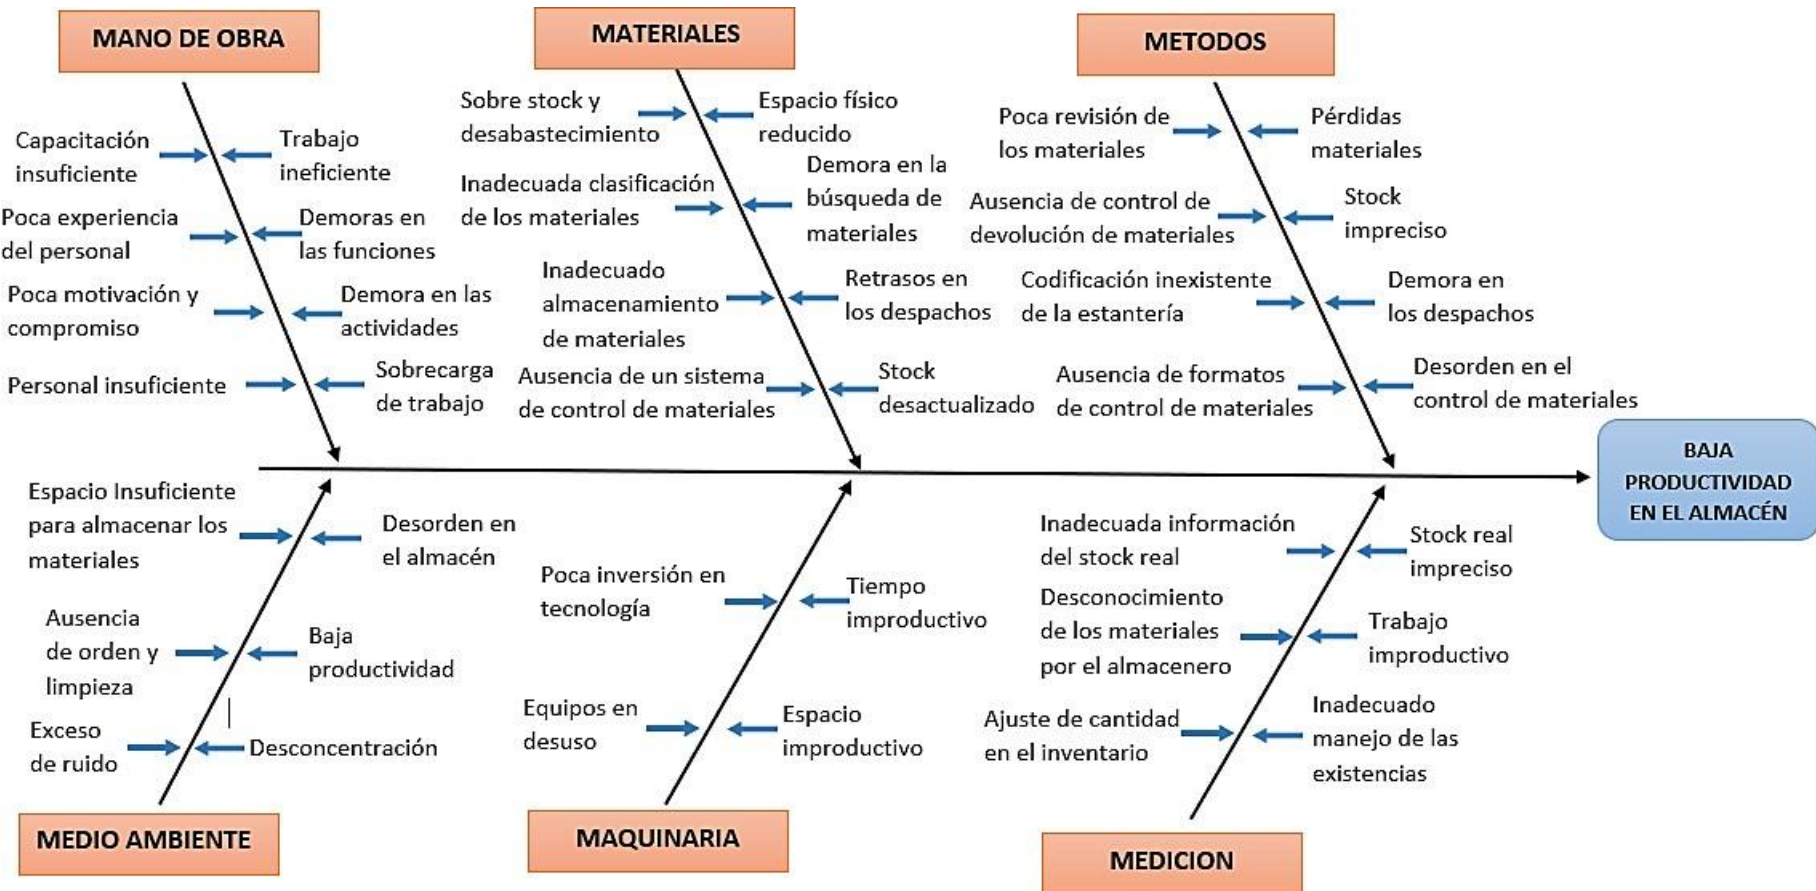 MANO DE OBRA
Capacitación
insuficiente
Trabajo
ineficiente
Poca experiencia
del personal
Demoras en
las funciones
Poca motivación y
compromiso
Demora en las
actividades
Personal insuficiente
Sobrecarga
de trabajo
MATERIALES
Sobre stock y
desabastecimiento
Espacio físico
reducido
Inadecuada clasificación
de los materiales
Demora en la
búsqueda de
materiales
Inadecuado
almacenamiento
de materiales
Retrasos en
los despachos
Ausencia de un sistema
de control de materiales
Stock
desactualizado
METODOS
Poca revisión de
los materiales
Pérdidas
materiales
Ausencia de control de
devolución de materiales
Stock
impreciso
Codificación inexistente
de la estantería
Demora en
los despachos
Ausencia de formatos
de control de materiales
Desorden en el
control de materiales
BAJA
PRODUCTIVIDAD
EN EL ALMACÉN
Espacio Insuficiente
para almacenar los
materiales
Desorden en
el almacén
Ausencia
de orden y
limpieza
Baja
productividad
Exceso
de ruido
Desconcentración
MEDIO AMBIENTE
Poca inversión en
tecnología
Tiempo
improductivo
Equipos en
desuso
Espacio
improductivo
MAQUINARIA
Inadecuada información
del stock real
Stock real
impreciso
Desconocimiento
de los materiales
por el almacenero
Trabajo
improductivo
Ajuste de cantidad
en el inventario
Inadecuado
manejo de las
existencias
MEDICION